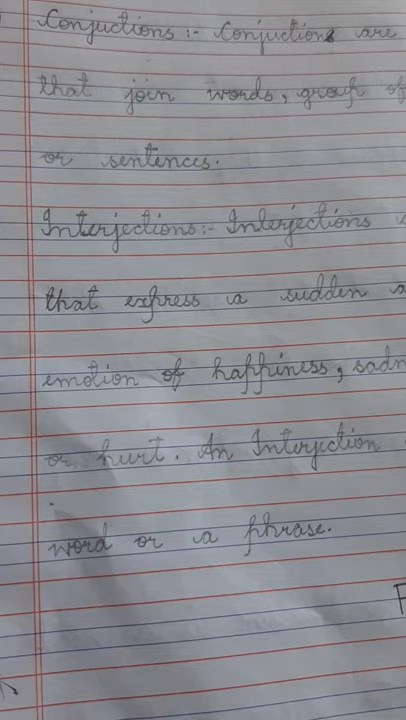 Conjuctions :- Conjuctions are
that join words, group of
or sentences.
Interjections :- Interjections
that express a sudden
emotion of happiness, sadn
or hurt. An Interjection
word or a phrase.